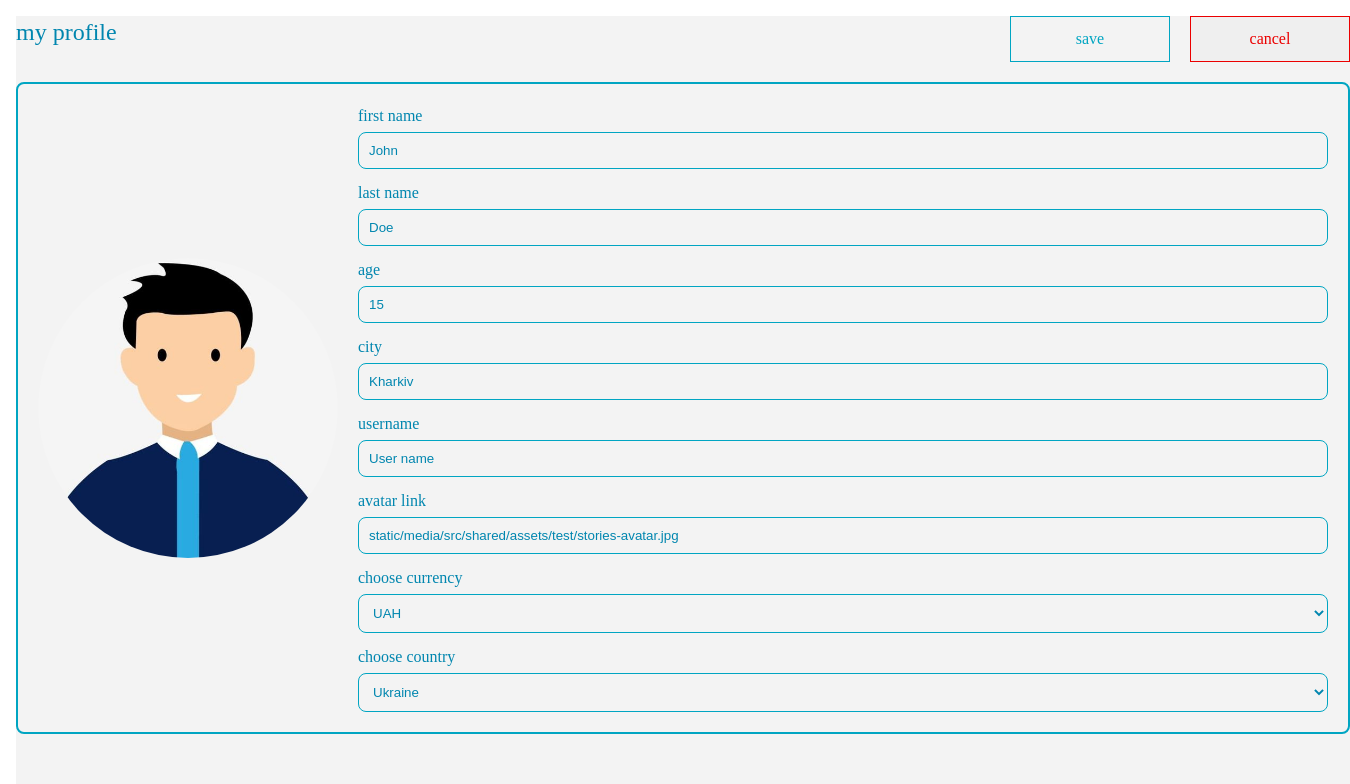 my profile
save
cancel
first name
John
last name
Doe
age
15
city
Kharkiv
username
User name
avatar link
static/media/src/shared/assets/test/stories-avatar.jpg
choose currency
UAH
choose country
Ukraine